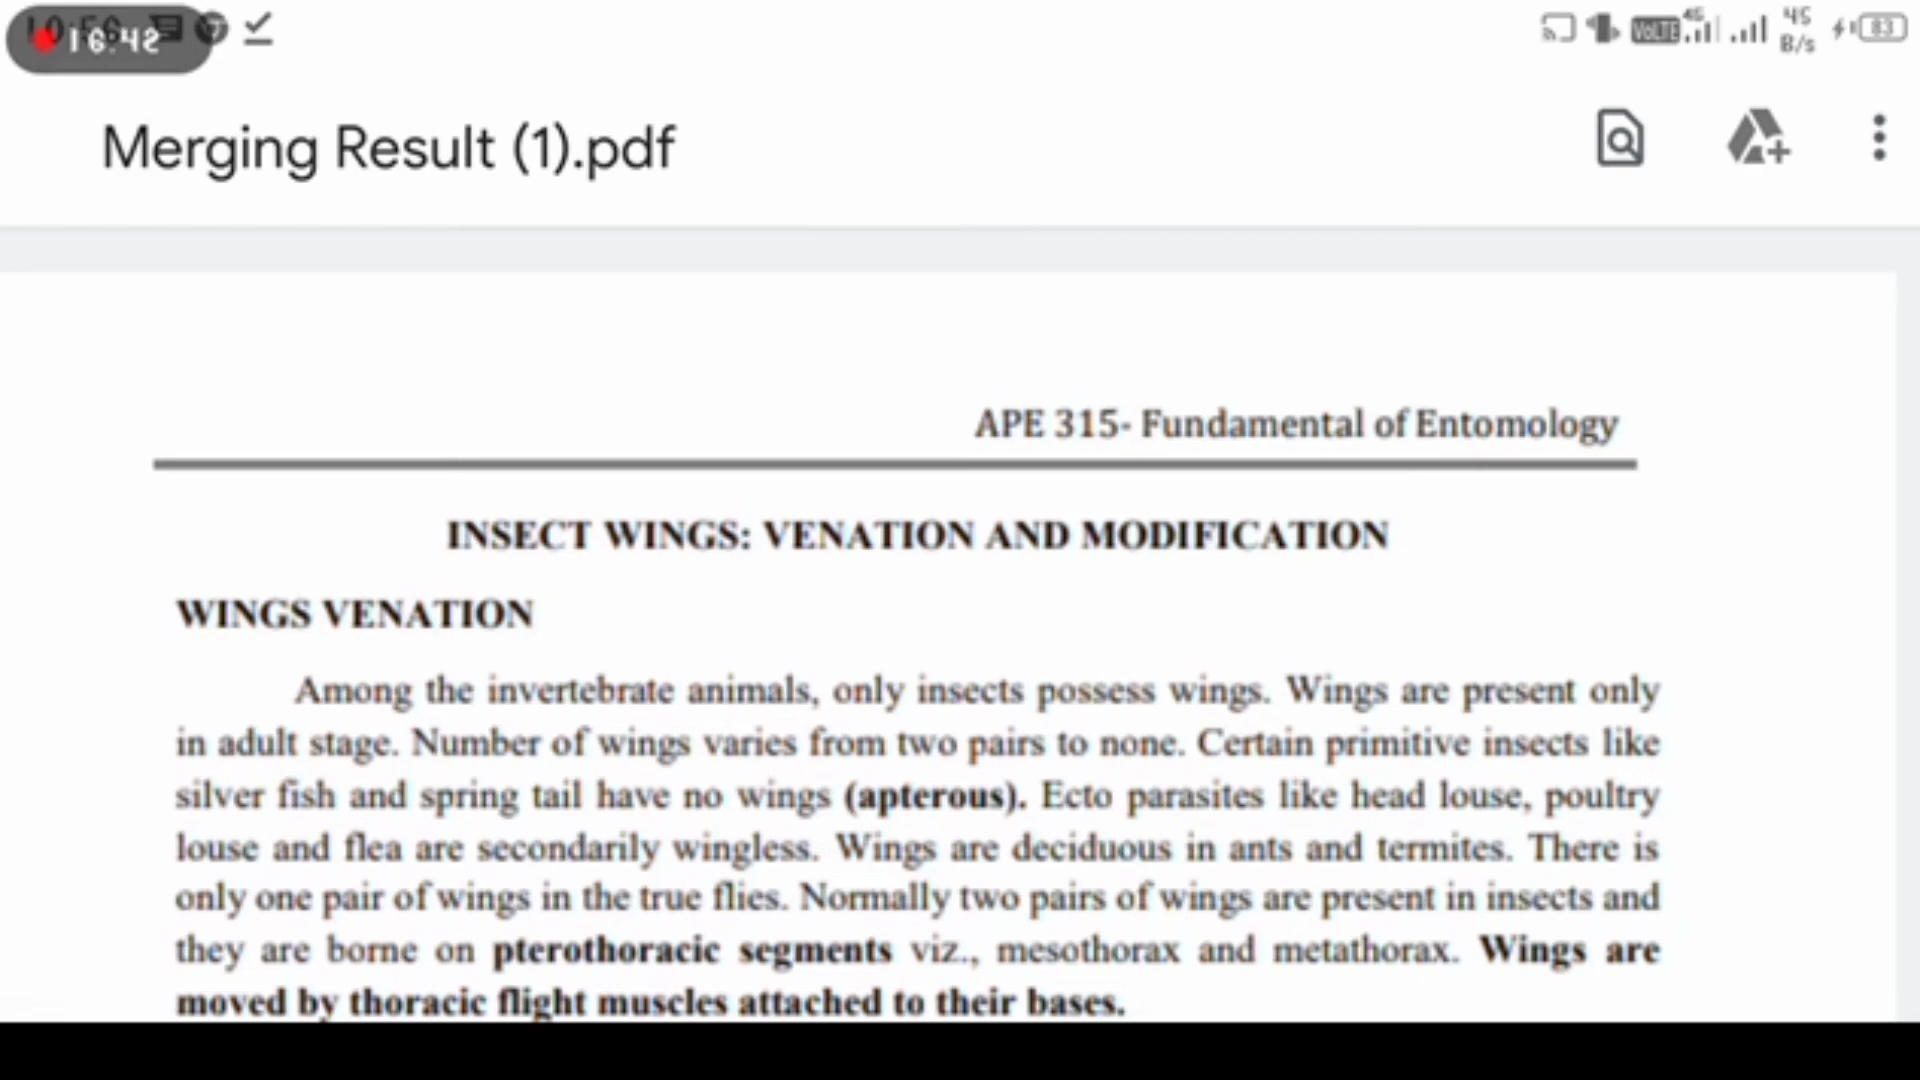 16:42
VoLTE 4G 45 B/s 83
Merging Result (1).pdf
APE 315- Fundamental of Entomology
INSECT WINGS: VENATION AND MODIFICATION
WINGS VENATION
Among the invertebrate animals, only insects possess wings. Wings are present only
in adult stage. Number of wings varies from two pairs to none. Certain primitive insects like
silver fish and spring tail have no wings (apterous). Ecto parasites like head louse, poultry
louse and flea are secondarily wingless. Wings are deciduous in ants and termites. There is
only one pair of wings in the true flies. Normally two pairs of wings are present in insects and
they are borne on pterothoracic segments viz., mesothorax and metathorax. Wings are
moved by thoracic flight muscles attached to their bases.